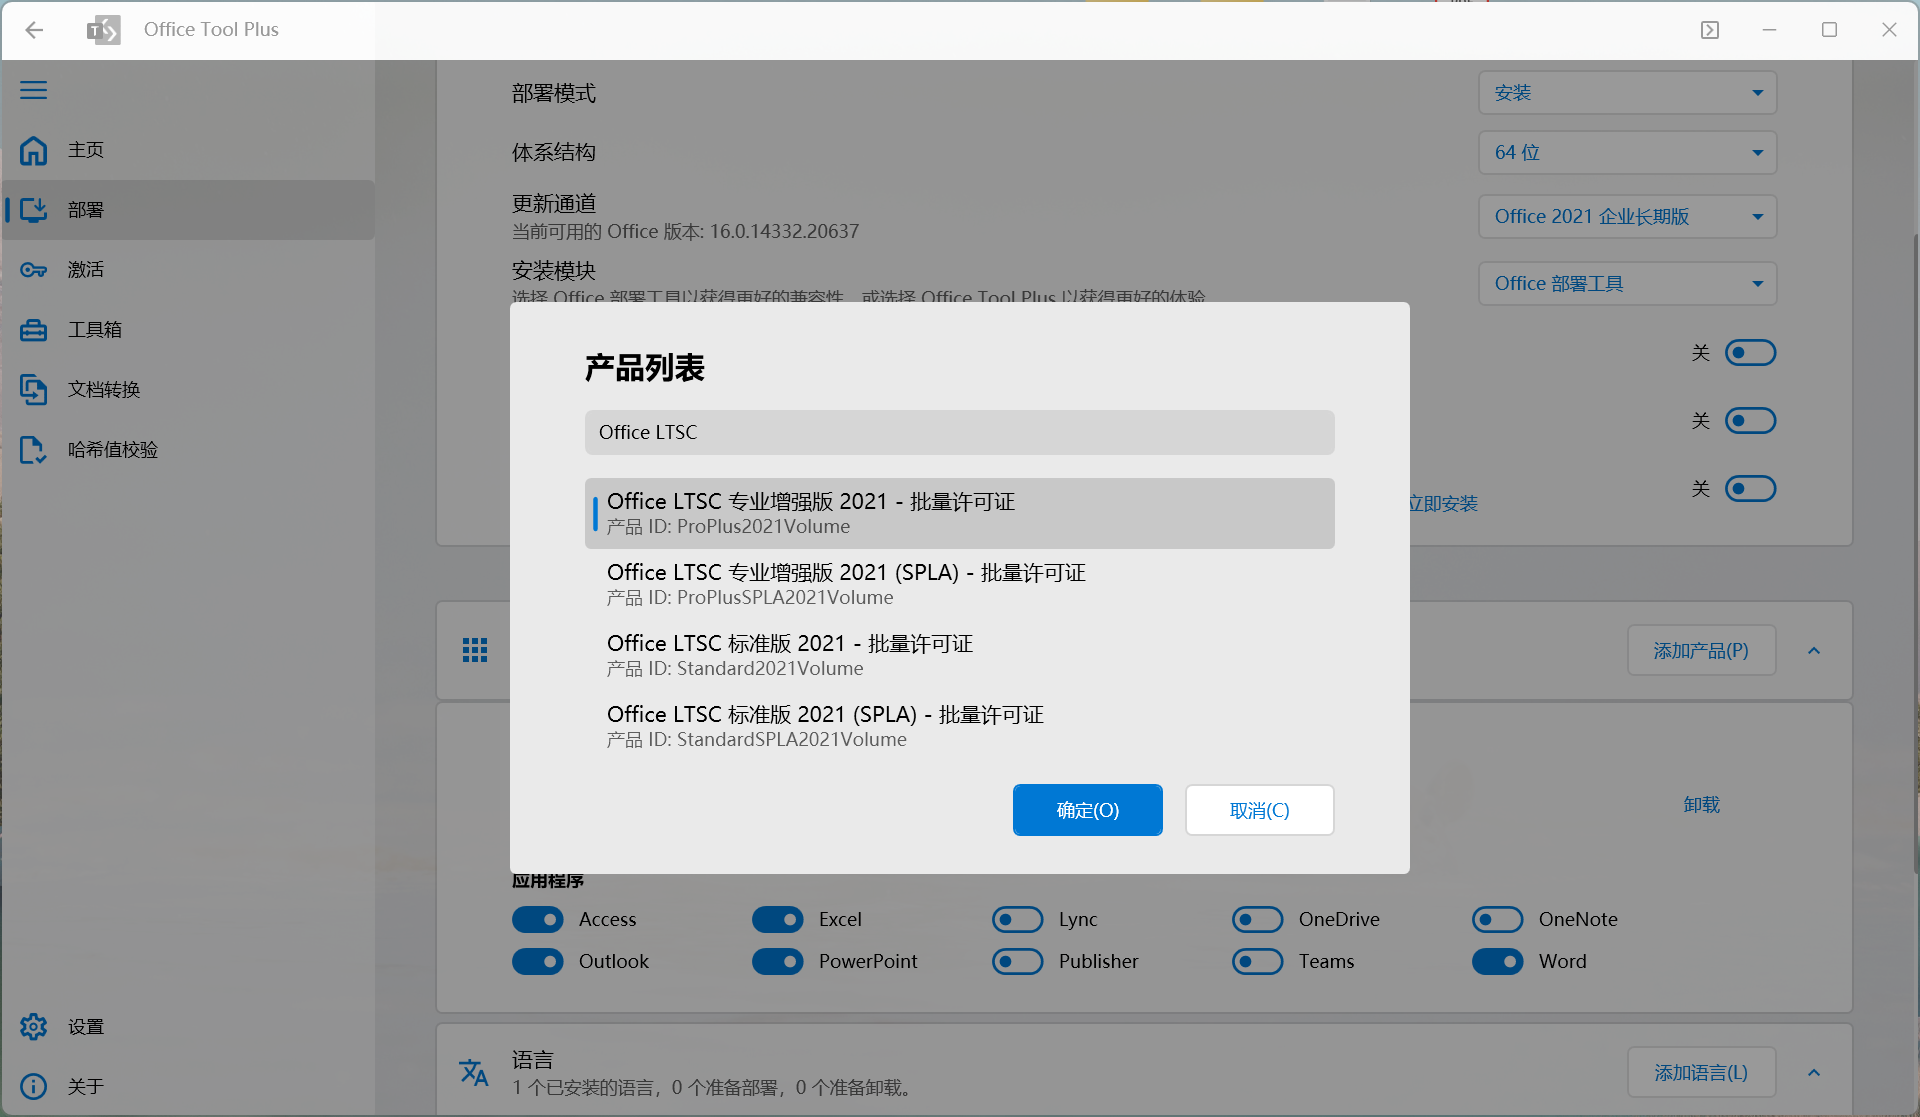 Office Tool Plus
主页
部署
激活
工具箱
文档转换
哈希值校验
设置
关于
部署模式
安装
体系结构
64 位
更新通道
当前可用的 Office 版本: 16.0.14332.20637
Office 2021 企业长期版
安装模块
选择 Office 部署工具以获得更好的兼容性，或选择 Office Tool Plus 以获得更好的体验
Office 部署工具
关
关
关
立即安装
产品列表
Office LTSC
Office LTSC 专业增强版 2021 - 批量许可证
产品 ID: ProPlus2021Volume
Office LTSC 专业增强版 2021 (SPLA) - 批量许可证
产品 ID: ProPlusSPLA2021Volume
Office LTSC 标准版 2021 - 批量许可证
产品 ID: Standard2021Volume
Office LTSC 标准版 2021 (SPLA) - 批量许可证
产品 ID: StandardSPLA2021Volume
确定(O)
取消(C)
添加产品(P)
卸载
应用程序
Access
Excel
Lync
OneDrive
OneNote
Outlook
PowerPoint
Publisher
Teams
Word
语言
1 个已安装的语言，0 个准备部署，0 个准备卸载。
添加语言(L)